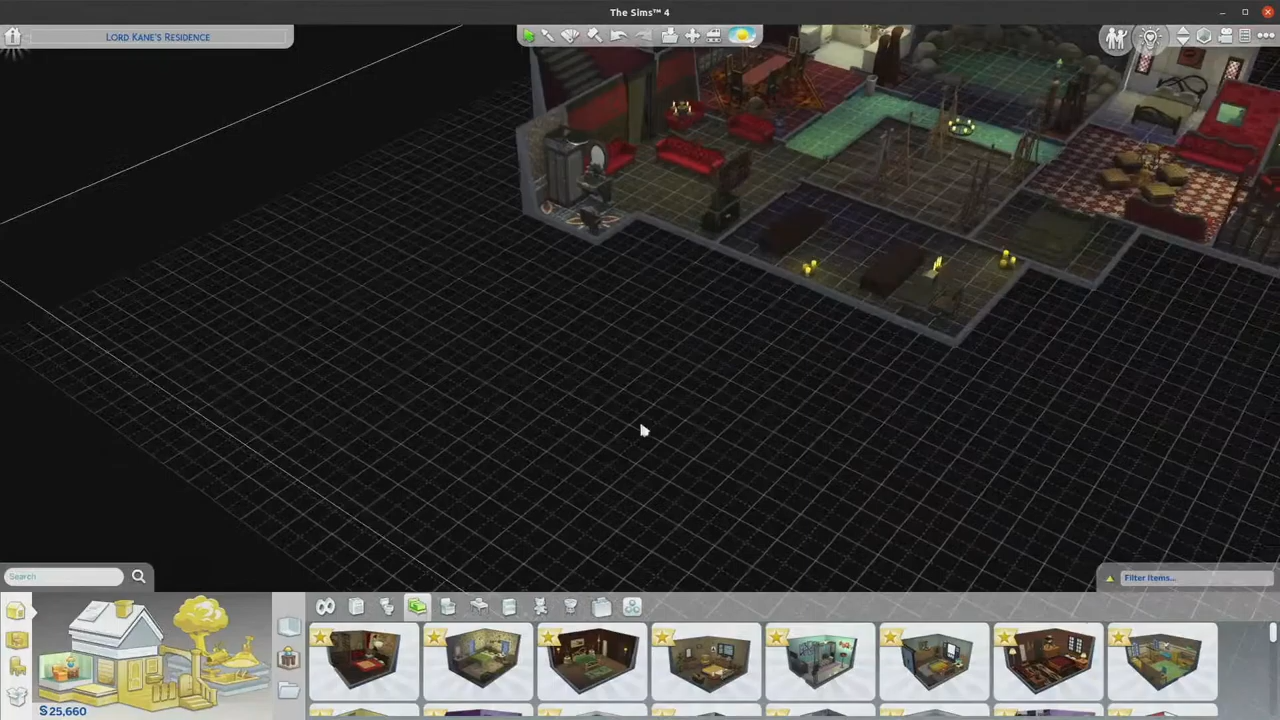 The Sims™ 4
LORD KANE'S RESIDENCE
Search
Filter Items...
§25,660